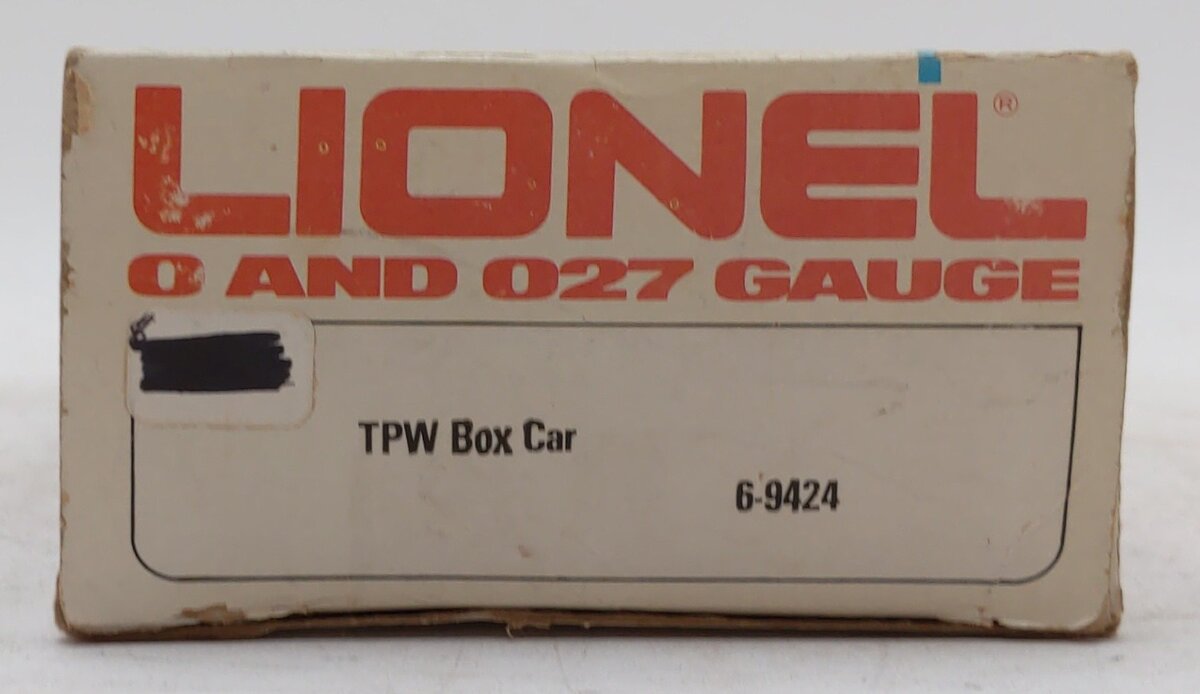 LIONEL®
O AND O27 GAUGE
TPW Box Car
6-9424